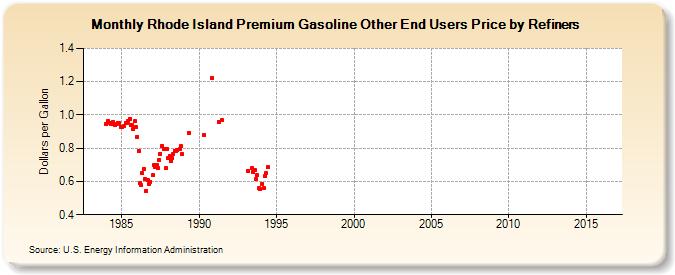 Monthly Rhode Island Premium Gasoline Other End Users Price by Refiners
Dollars per Gallon
1.4
1.2
1.0
0.8
0.6
0.4
1985 1990 1995 2000 2005 2010 2015
Source: U.S. Energy Information Administration